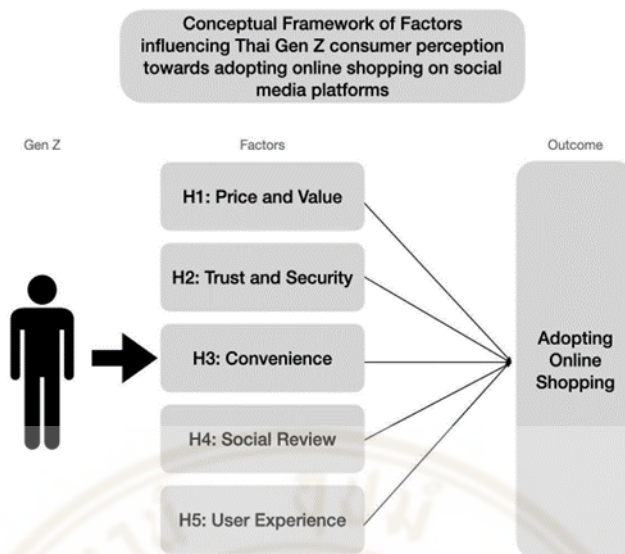 Conceptual Framework of Factors
influencing Thai Gen Z consumer perception
towards adopting online shopping on social
media platforms
Gen Z
Factors
Outcome
H1: Price and Value
H2: Trust and Security
H3: Convenience
H4: Social Review
H5: User Experience
Adopting
Online
Shopping